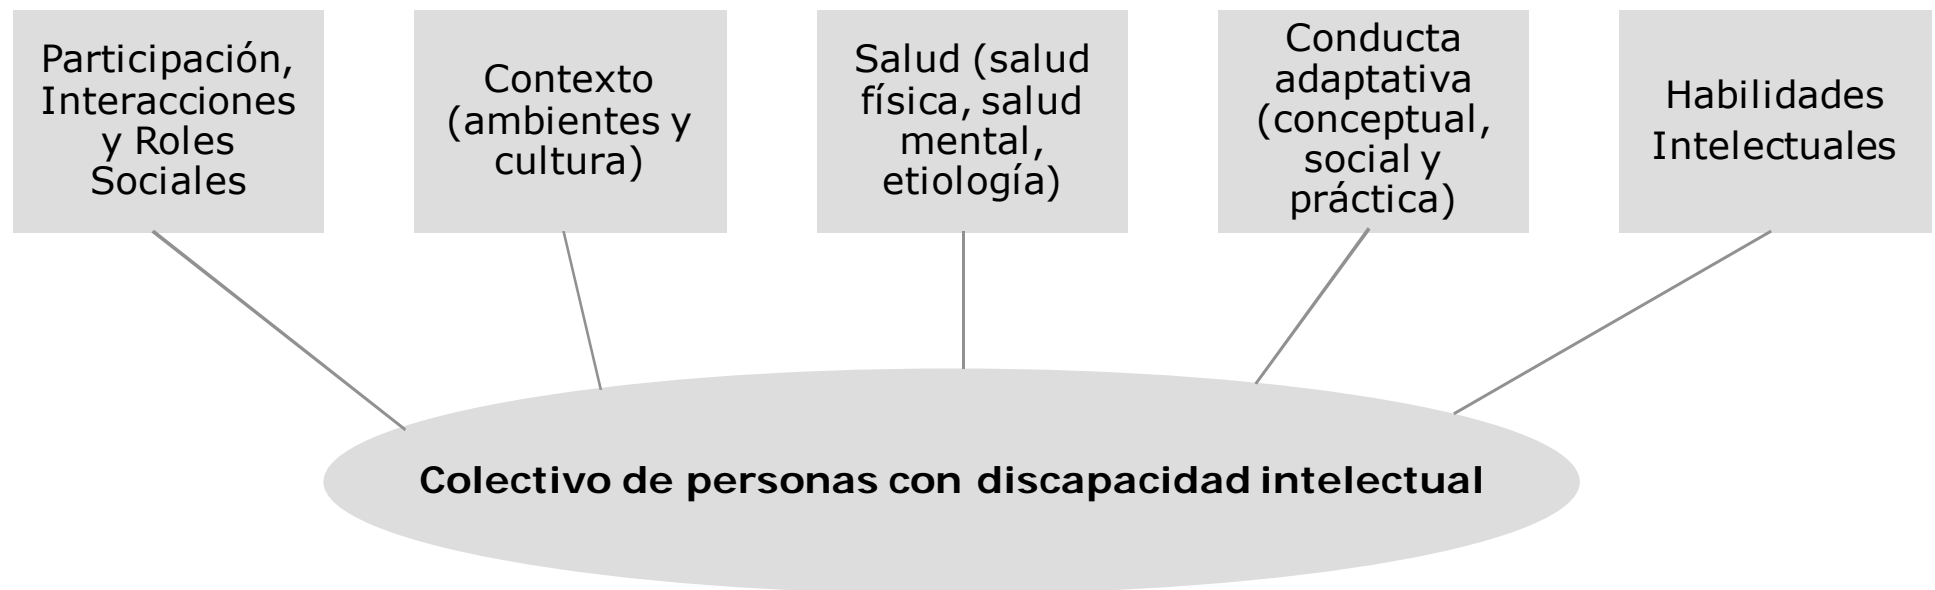 Participación,
Interacciones
y Roles
Sociales
Contexto
(ambientes y
cultura)
Salud (salud
física, salud
mental,
etiología)
Conducta
adaptativa
(conceptual,
social y
práctica)
Habilidades
Intelectuales
Colectivo de personas con discapacidad intelectual